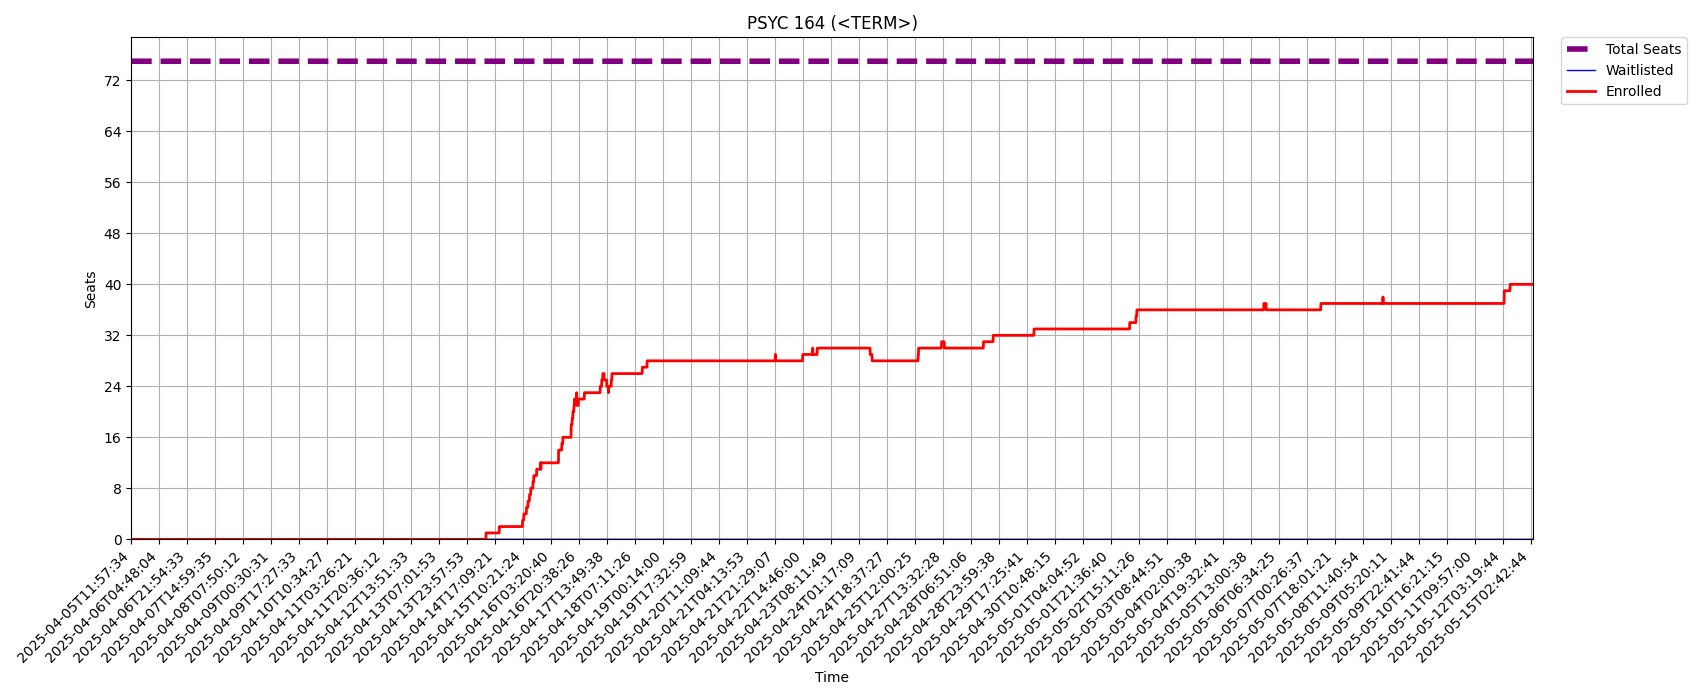 PSYC 164 (<TERM>)
Total Seats
Waitlisted
Enrolled
72
64
56
48
40
32
24
16
8
0
Seats
2025-04-05T11:57:34
2025-04-06T04:48:04
2025-04-06T21:54:33
2025-04-07T14:59:35
2025-04-08T07:50:12
2025-04-09T00:30:31
2025-04-09T17:27:33
2025-04-10T10:34:27
2025-04-11T03:26:21
2025-04-11T20:36:12
2025-04-12T13:51:33
2025-04-13T07:01:53
2025-04-13T23:57:53
2025-04-14T17:09:21
2025-04-15T10:21:24
2025-04-16T03:20:40
2025-04-16T20:38:26
2025-04-17T13:49:38
2025-04-18T07:11:26
2025-04-19T00:14:00
2025-04-19T17:32:59
2025-04-20T11:09:44
2025-04-21T04:13:53
2025-04-21T21:29:07
2025-04-22T14:46:00
2025-04-23T08:11:49
2025-04-24T01:17:09
2025-04-24T18:37:27
2025-04-25T12:00:25
2025-04-27T13:32:28
2025-04-28T06:51:06
2025-04-28T23:59:38
2025-04-29T17:25:41
2025-04-30T10:48:15
2025-05-01T04:04:52
2025-05-01T21:36:40
2025-05-02T15:11:26
2025-05-03T08:44:51
2025-05-04T02:00:38
2025-05-04T19:32:41
2025-05-05T13:00:38
2025-05-06T06:34:25
2025-05-07T00:26:37
2025-05-07T18:01:21
2025-05-08T11:40:54
2025-05-09T05:20:11
2025-05-09T22:41:44
2025-05-10T16:21:15
2025-05-11T09:57:00
2025-05-12T03:19:44
2025-05-15T02:42:44
Time